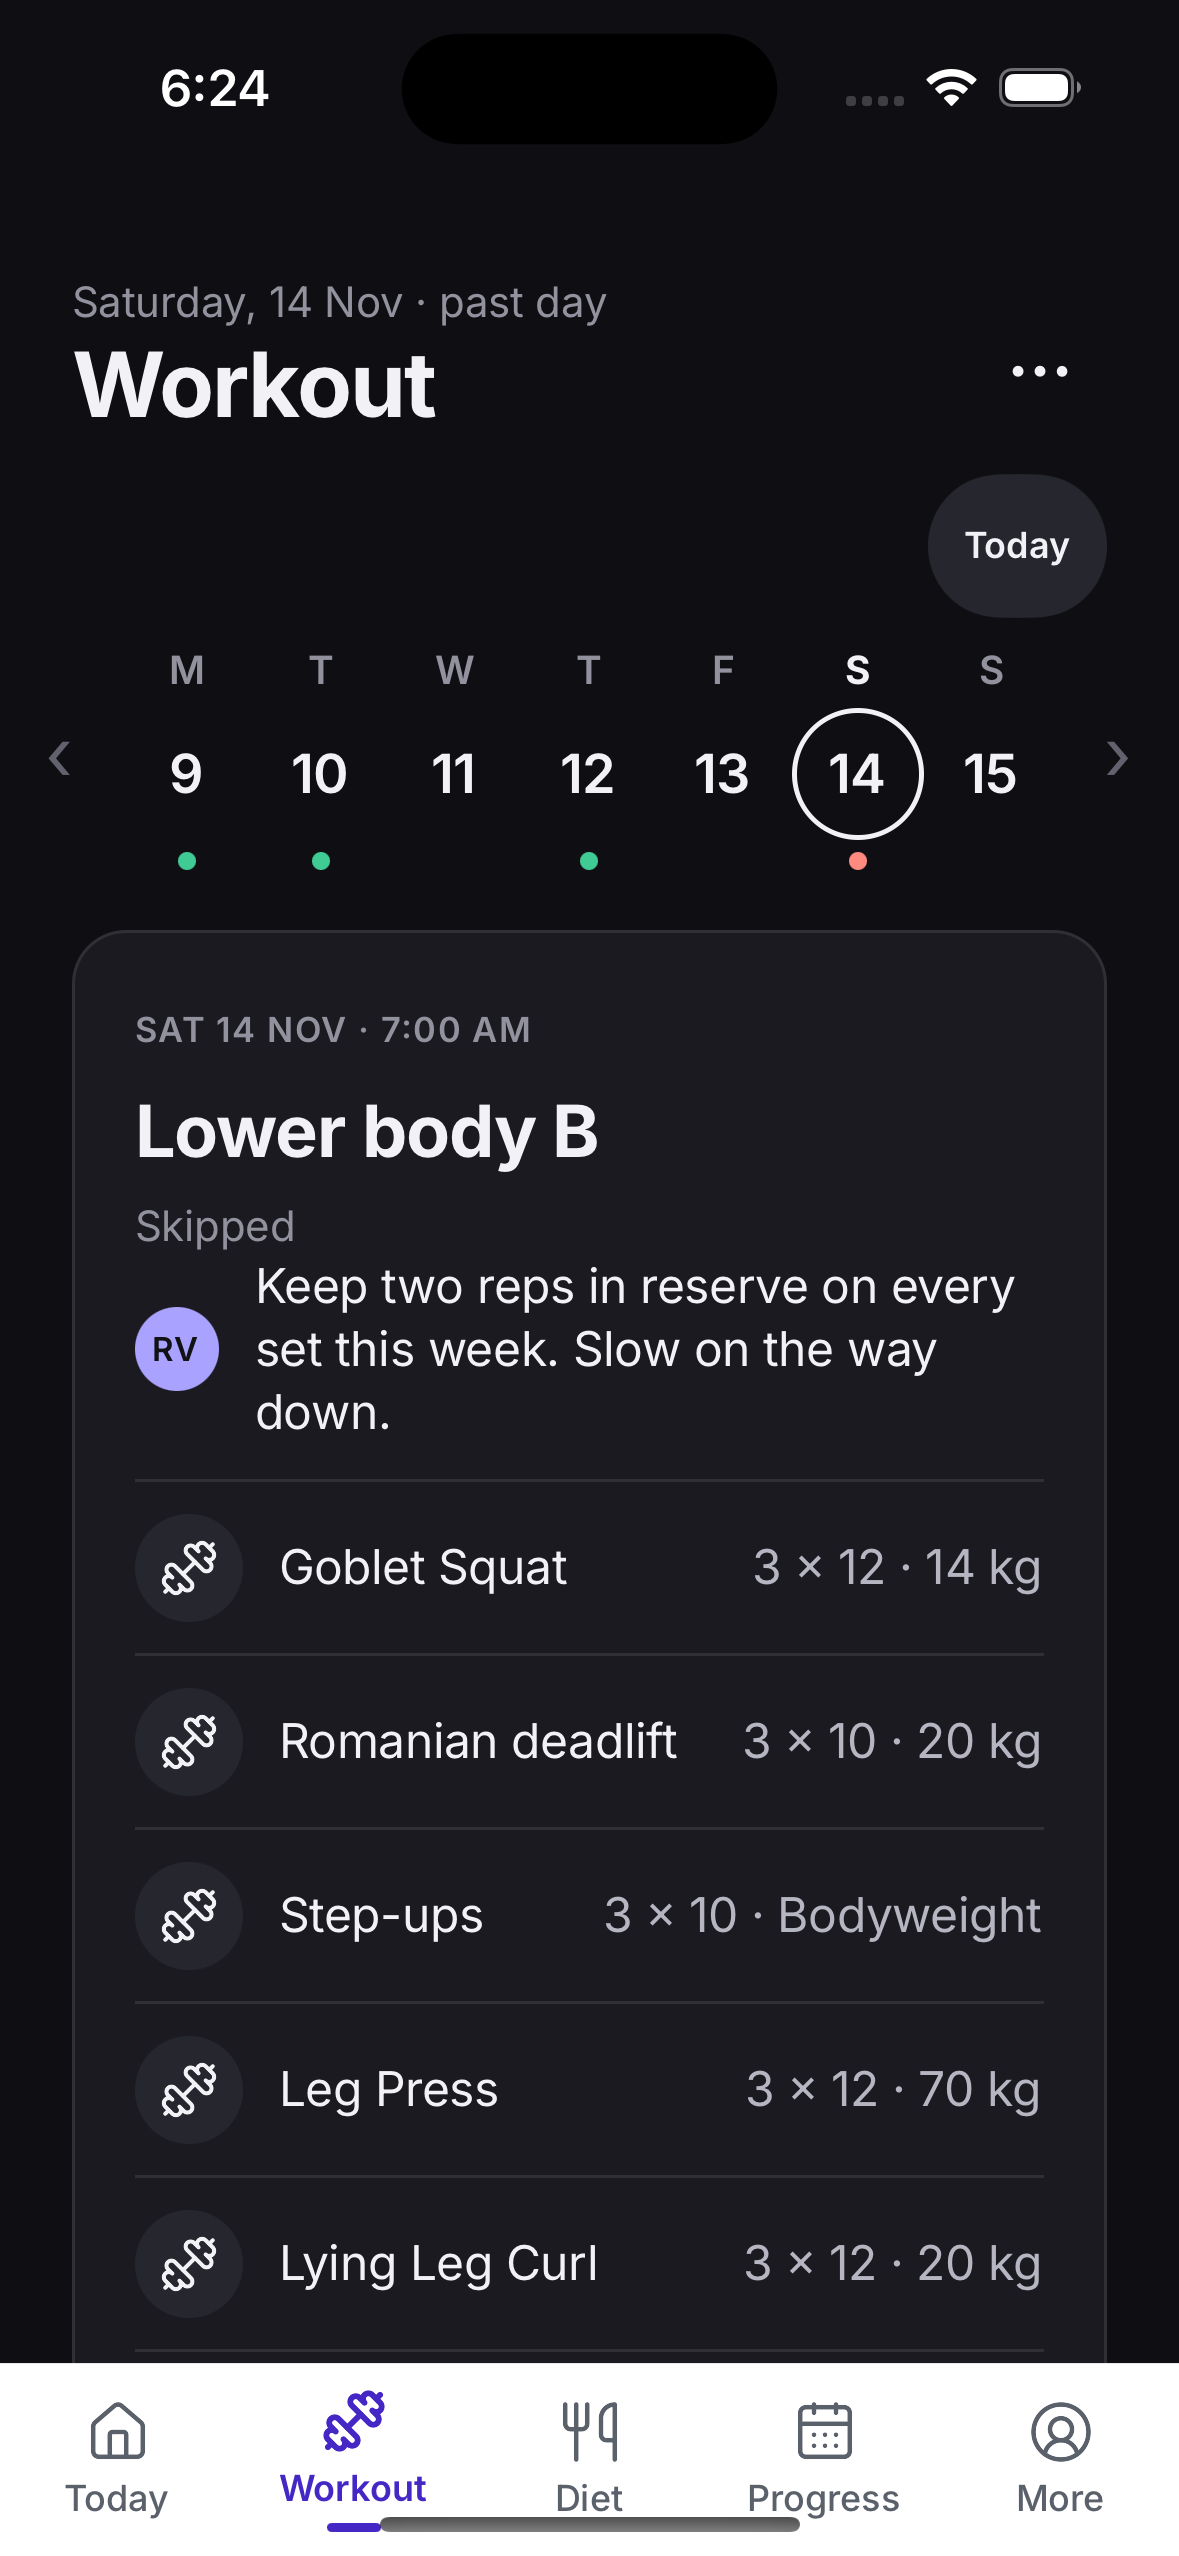 6:24
Saturday, 14 Nov · past day
Workout
Today
M T W T F S S
9 10 11 12 13 14 15
SAT 14 NOV · 7:00 AM
Lower body B
Skipped
RV
Keep two reps in reserve on every
set this week. Slow on the way
down.
Goblet Squat 3 × 12 · 14 kg
Romanian deadlift 3 × 10 · 20 kg
Step-ups 3 × 10 · Bodyweight
Leg Press 3 × 12 · 70 kg
Lying Leg Curl 3 × 12 · 20 kg
Today Workout Diet Progress More